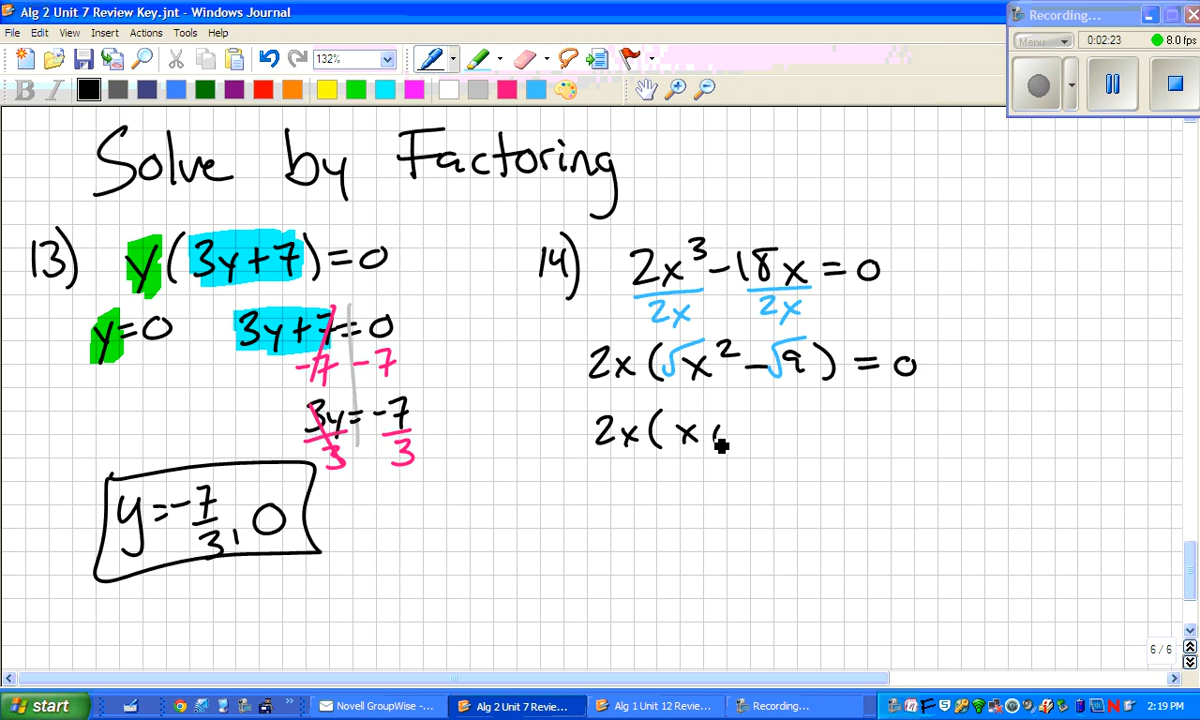 Alg 2 Unit 7 Review Key.jnt - Windows Journal
Recording...
File Edit View Insert Actions Tools Help
Menu 0:02:23 8.0 fps
132%
B I
Solve by Factoring
13) y(3y+7)=0
y=0 3y+7=0
-7 -7
3y=-7
3 3
y=-7/3, 0
14) 2x³-18x=0
2x 2x
2x(√x²-√9)=0
2x(x
6 / 6
start
Novell GroupWise -...
Alg 2 Unit 7 Revie...
Alg 1 Unit 12 Revie...
Recording...
2:19 PM